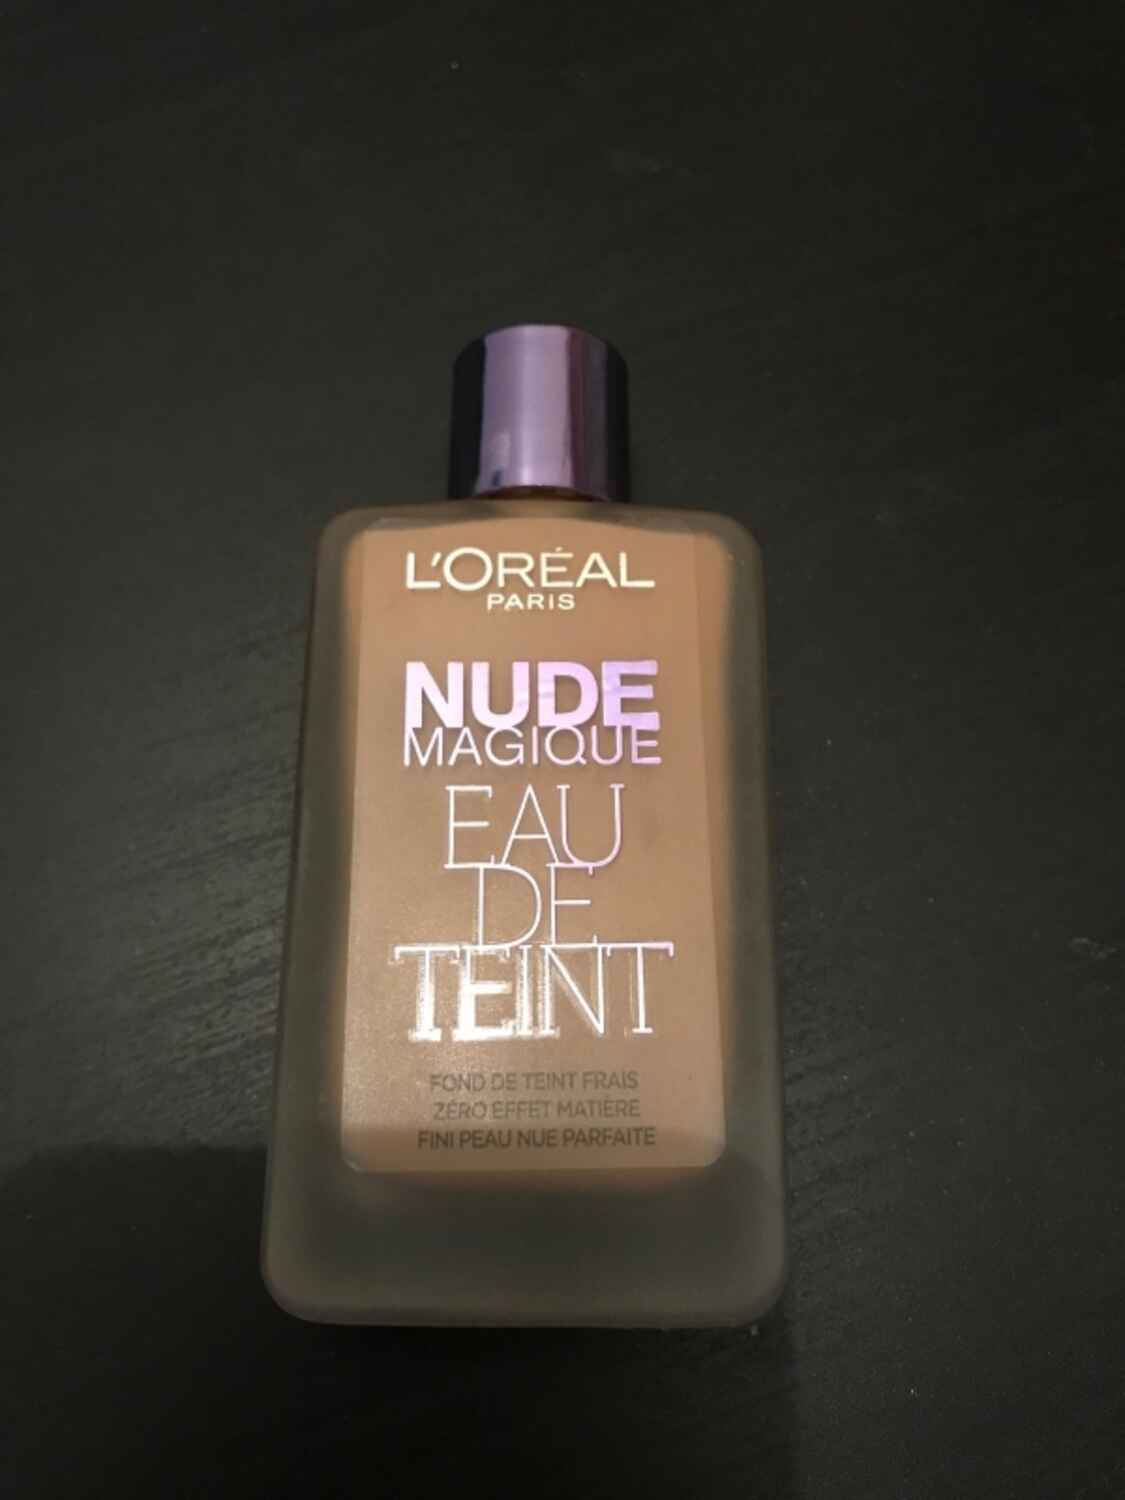 L'ORÉAL
PARIS
NUDE
MAGIQUE
EAU
DE
TEINT
FOND DE TEINT FRAIS
ZÉRO EFFET MATIÈRE
FINI PEAU NUE PARFAITE